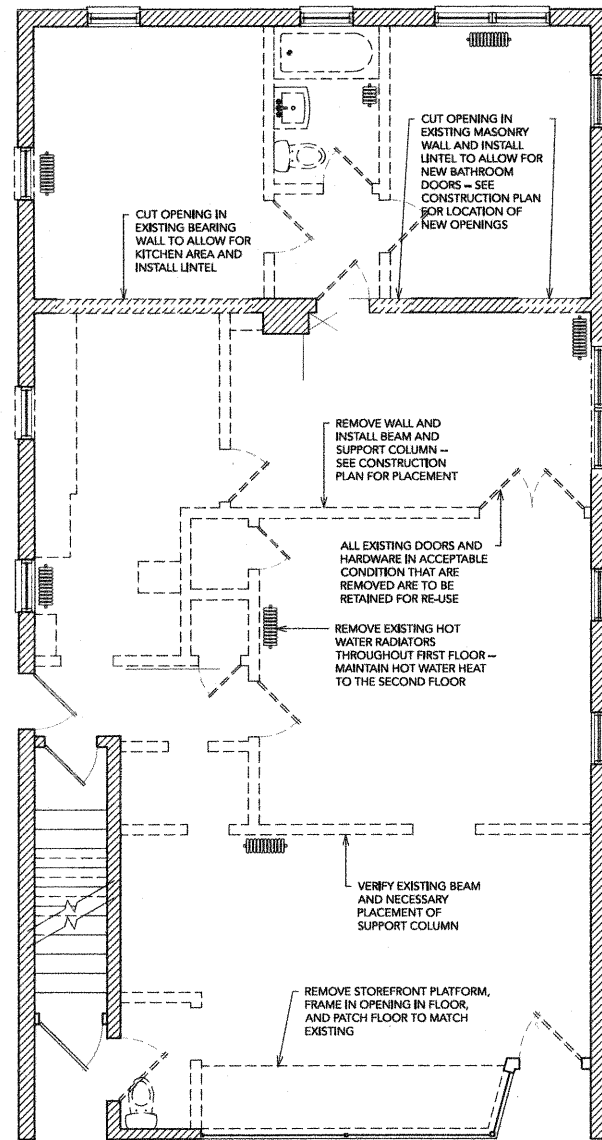 CUT OPENING IN
EXISTING MASONRY
WALL AND INSTALL
LINTEL TO ALLOW FOR
NEW BATHROOM
DOORS – SEE
CONSTRUCTION PLAN
FOR LOCATION OF
NEW OPENINGS
CUT OPENING IN
EXISTING BEARING
WALL TO ALLOW FOR
KITCHEN AREA AND
INSTALL LINTEL
REMOVE WALL AND
INSTALL BEAM AND
SUPPORT COLUMN –
SEE CONSTRUCTION
PLAN FOR PLACEMENT
ALL EXISTING DOORS AND
HARDWARE IN ACCEPTABLE
CONDITION THAT ARE
REMOVED ARE TO BE
RETAINED FOR RE-USE
REMOVE EXISTING HOT
WATER RADIATORS
THROUGHOUT FIRST FLOOR –
MAINTAIN HOT WATER HEAT
TO THE SECOND FLOOR
VERIFY EXISTING BEAM
AND NECESSARY
PLACEMENT OF
SUPPORT COLUMN
REMOVE STOREFRONT PLATFORM,
FRAME IN OPENING IN FLOOR,
AND PATCH FLOOR TO MATCH
EXISTING